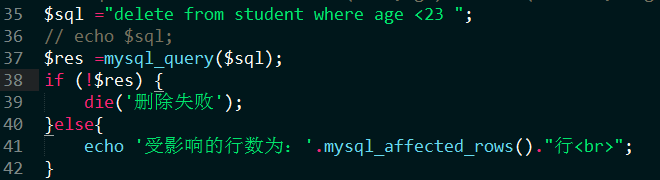 35 $sql ="delete from student where age <23 ";
36 // echo $sql;
37 $res =mysql_query($sql);
38 if (!$res) {
39     die('删除失败');
40 }else{
41     echo '受影响的行数为：'.mysql_affected_rows()."行<br>";
42 }